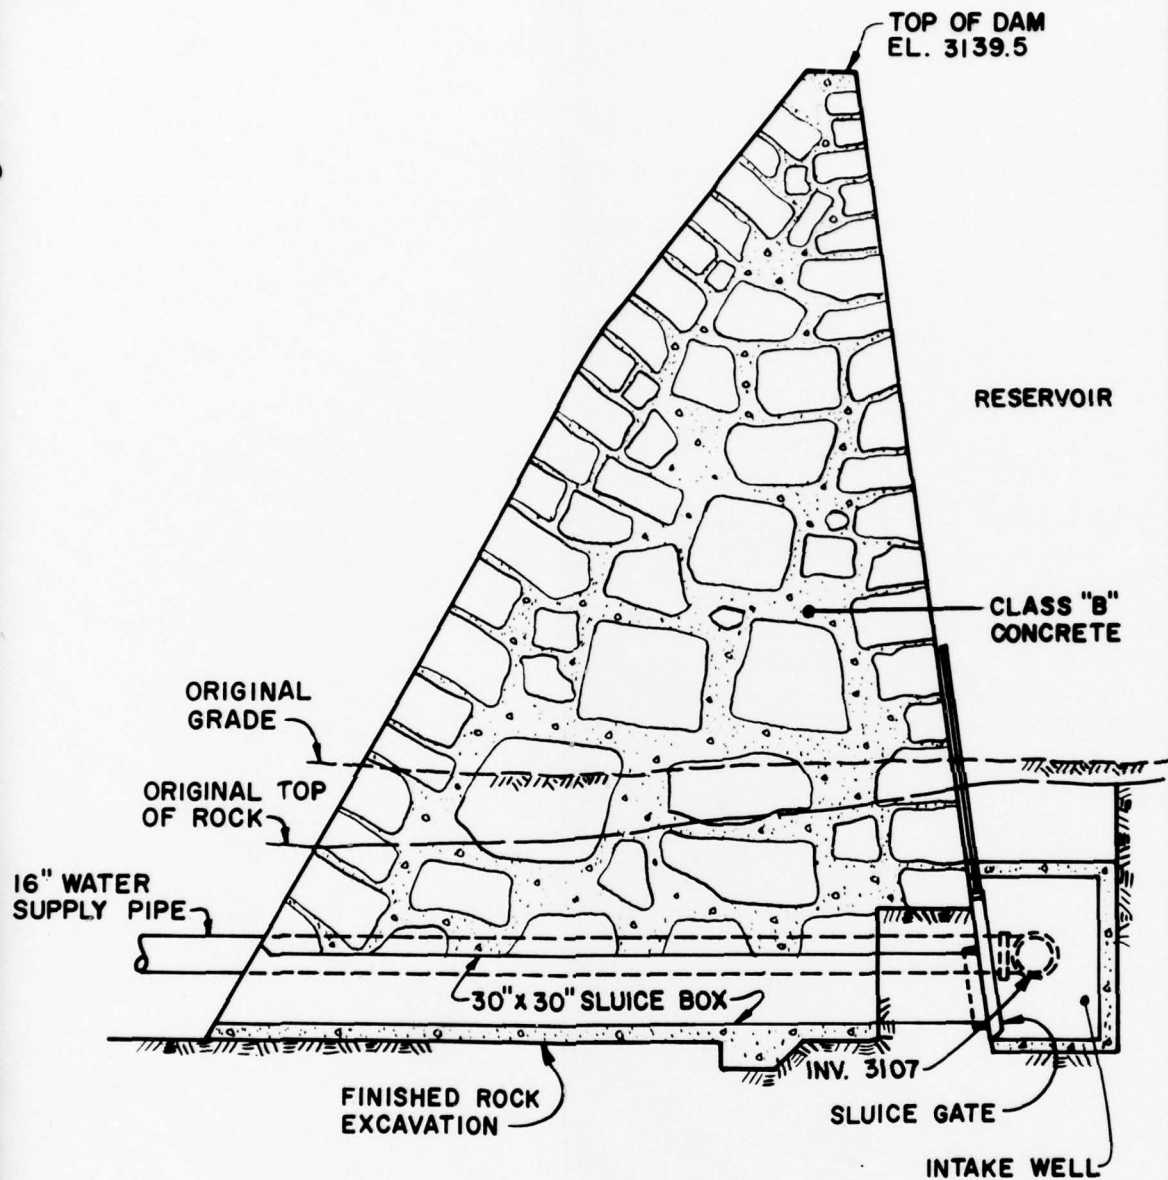 TOP OF DAM
EL. 3139.5
RESERVOIR
CLASS "B"
CONCRETE
ORIGINAL
GRADE
ORIGINAL TOP
OF ROCK
16" WATER
SUPPLY PIPE
30" X 30" SLUICE BOX
INV. 3107
FINISHED ROCK
EXCAVATION
SLUICE GATE
INTAKE WELL